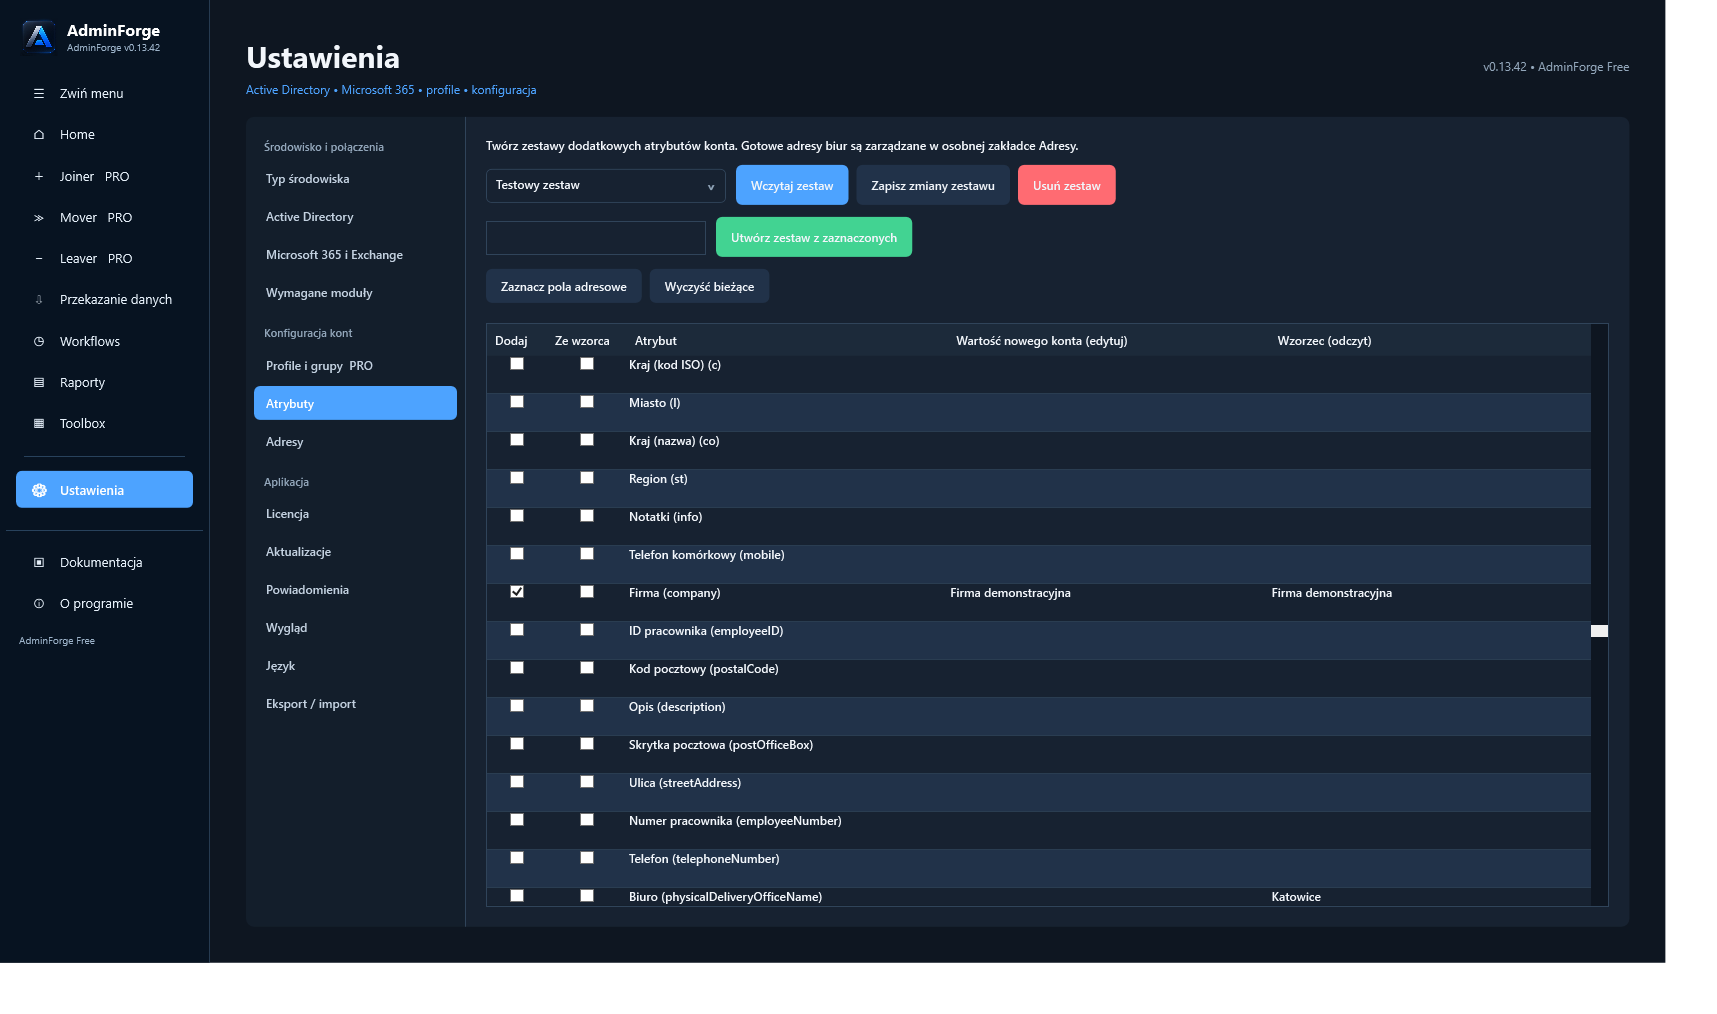 AdminForge
AdminForge v0.13.42
Zwiń menu
Home
Joiner PRO
Mover PRO
Leaver PRO
Przekazanie danych
Workflows
Raporty
Toolbox
Ustawienia
Dokumentacja
O programie
AdminForge Free
Ustawienia
Active Directory • Microsoft 365 • profile • konfiguracja
v0.13.42 • AdminForge Free
Środowisko i połączenia
Typ środowiska
Active Directory
Microsoft 365 i Exchange
Wymagane moduły
Konfiguracja kont
Profile i grupy PRO
Atrybuty
Adresy
Aplikacja
Licencja
Aktualizacje
Powiadomienia
Wygląd
Język
Eksport / import
Twórz zestawy dodatkowych atrybutów konta. Gotowe adresy biur są zarządzane w osobnej zakładce Adresy.
Testowy zestaw
Wczytaj zestaw
Zapisz zmiany zestawu
Usuń zestaw
Utwórz zestaw z zaznaczonych
Zaznacz pola adresowe
Wyczyść bieżące
Dodaj Ze wzorca Atrybut Wartość nowego konta (edytuj) Wzorzec (odczyt)
Kraj (kod ISO) (c)
Miasto (l)
Kraj (nazwa) (co)
Region (st)
Notatki (info)
Telefon komórkowy (mobile)
Firma (company) Firma demonstracyjna Firma demonstracyjna
ID pracownika (employeeID)
Kod pocztowy (postalCode)
Opis (description)
Skrytka pocztowa (postOfficeBox)
Ulica (streetAddress)
Numer pracownika (employeeNumber)
Telefon (telephoneNumber)
Biuro (physicalDeliveryOfficeName) Katowice